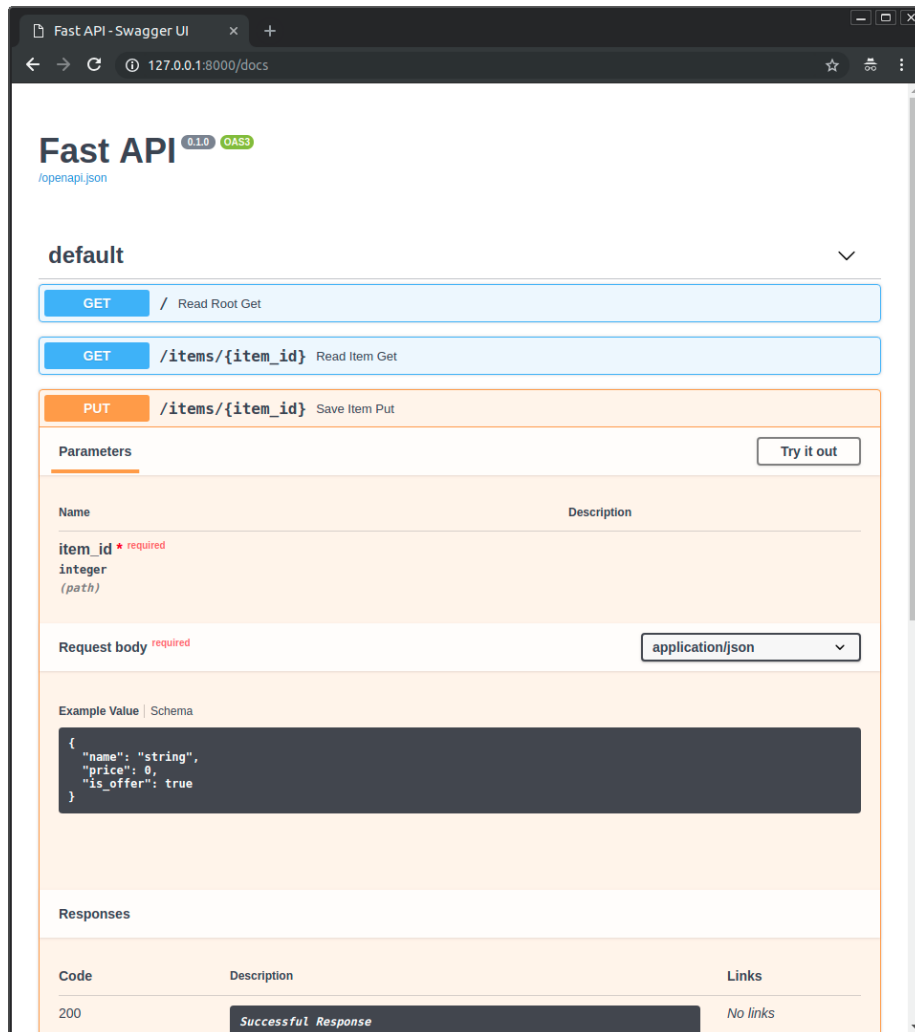 Fast API - Swagger UI
127.0.0.1:8000/docs
Fast API 0.1.0 OAS3
/openapi.json
default
GET / Read Root Get
GET /items/{item_id} Read Item Get
PUT /items/{item_id} Save Item Put
Parameters Try it out
Name Description
item_id * required
integer
(path)
Request body required application/json
Example Value Schema
{
"name": "string",
"price": 0,
"is_offer": true
}
Responses
Code Description Links
200 Successful Response No links